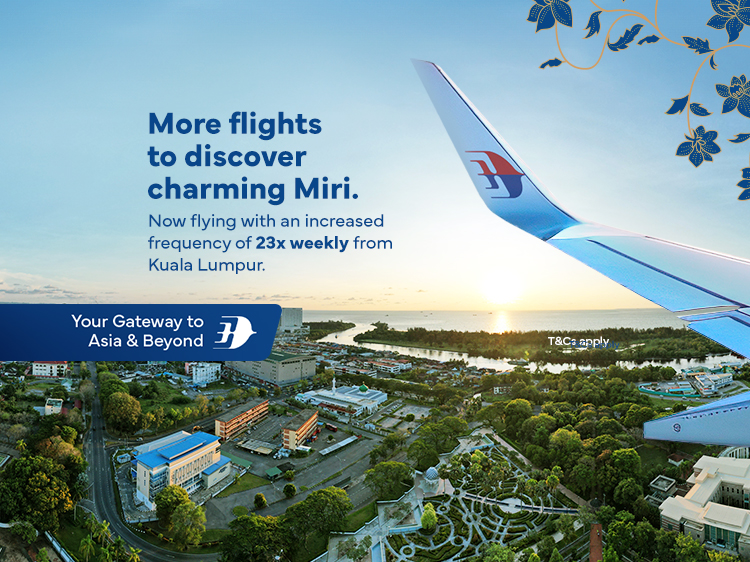 More flights
to discover
charming Miri.
Now flying with an increased
frequency of 23x weekly from
Kuala Lumpur.
Your Gateway to
Asia & Beyond
T&Cs apply